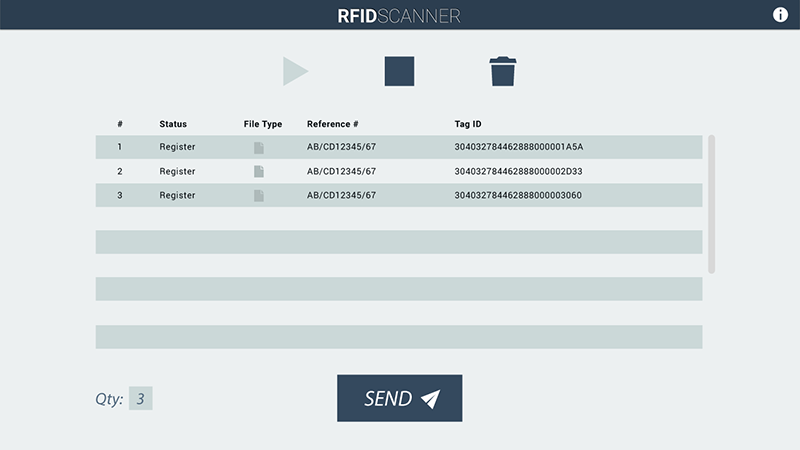 RFIDSCANNER
# Status File Type Reference # Tag ID
1 Register AB/CD12345/67 304032784462888000001A5A
2 Register AB/CD12345/67 304032784462888000002D33
3 Register AB/CD12345/67 304032784462888000003060
Qty: 3
SEND